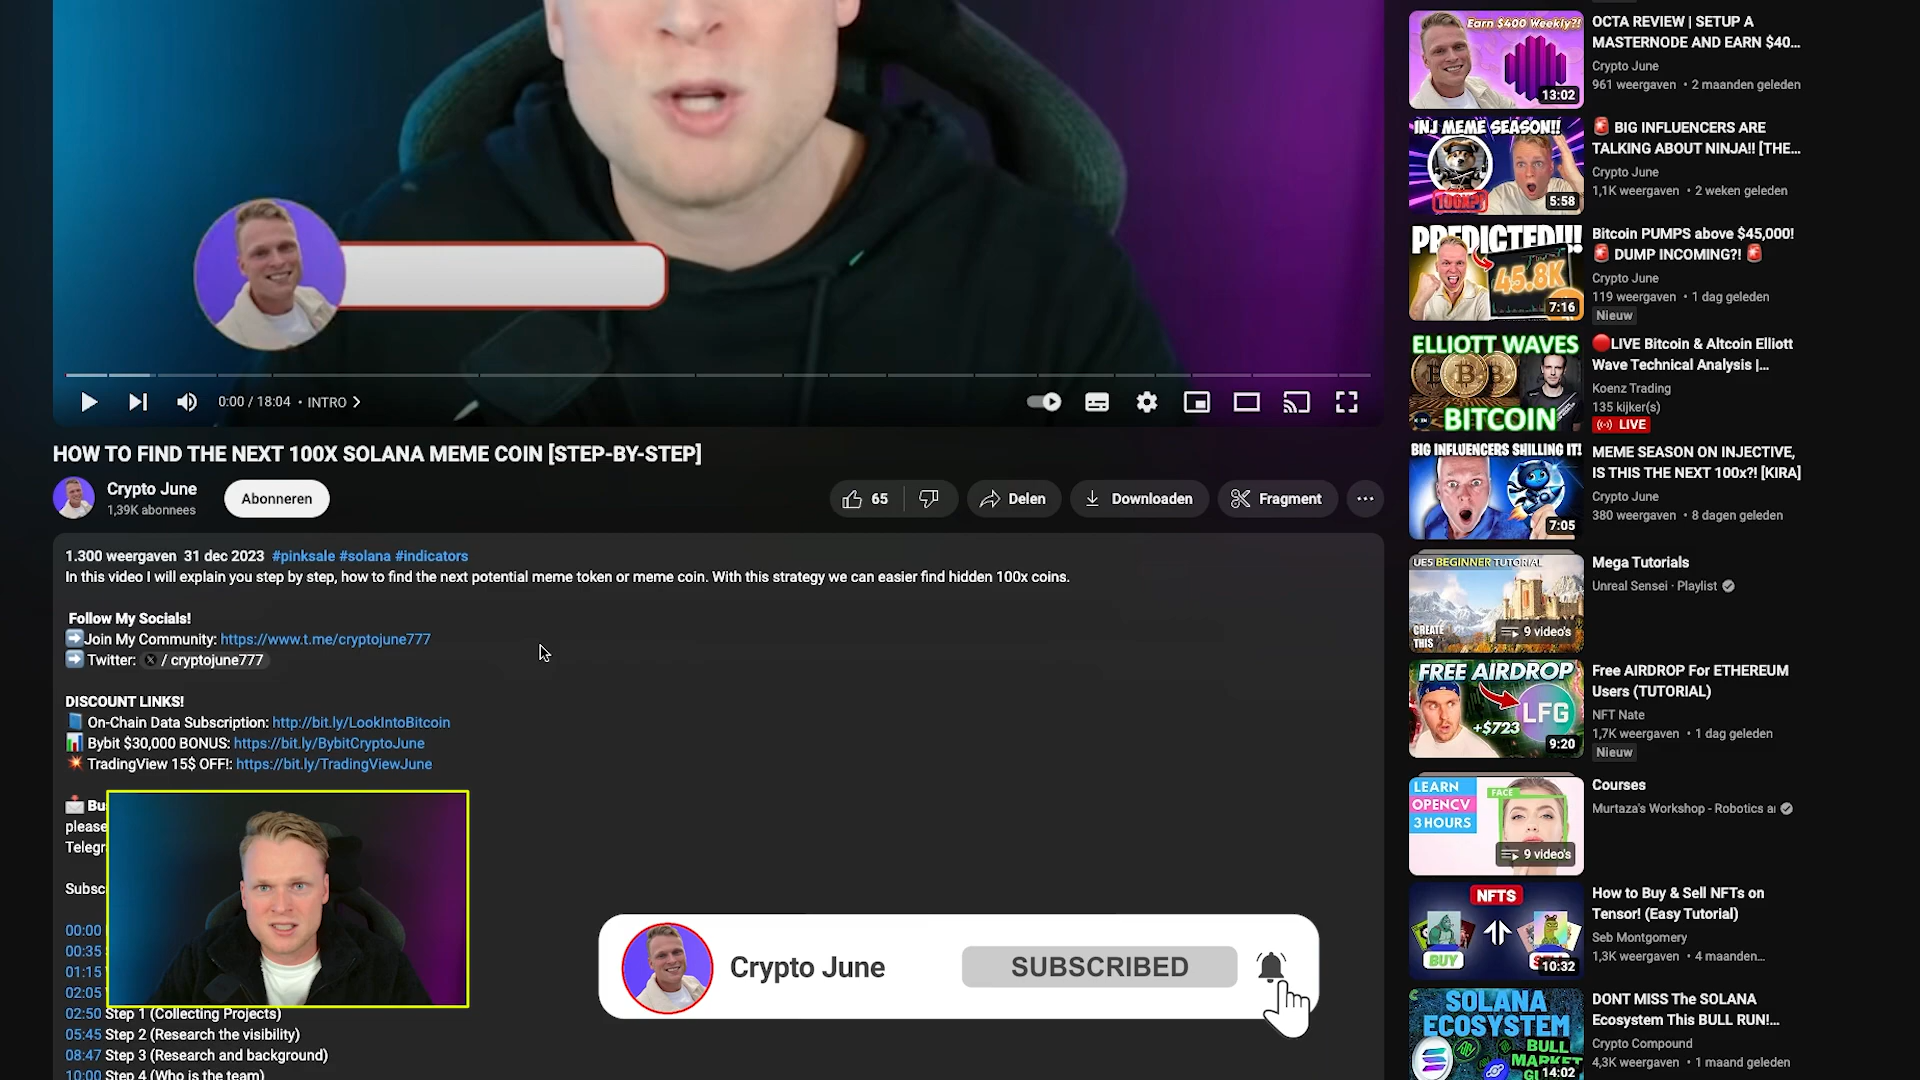 0:00 / 18:04 • INTRO
HOW TO FIND THE NEXT 100X SOLANA MEME COIN [STEP-BY-STEP]
Crypto June
1,39K abonnees
Abonneren
65
Delen
Downloaden
Fragment
1.300 weergaven 31 dec 2023 #pinksale #solana #indicators
In this video I will explain you step by step, how to find the next potential meme token or meme coin. With this strategy we can easier find hidden 100x coins.
Follow My Socials!
➡️Join My Community: https://www.t.me/cryptojune777
➡️ Twitter: X / cryptojune777
DISCOUNT LINKS!
📘 On-Chain Data Subscription: http://bit.ly/LookIntoBitcoin
📊 Bybit $30,000 BONUS: https://bit.ly/BybitCryptoJune
💥 TradingView 15$ OFF!: https://bit.ly/TradingViewJune
📩 Bu
please
Telegr
Subsc
00:00
00:35
01:15
02:05
02:50 Step 1 (Collecting Projects)
05:45 Step 2 (Research the visibility)
08:47 Step 3 (Research and background)
10:00 Step 4 (Who is the team)
Crypto June
SUBSCRIBED
Earn $400 Weekly?!
13:02
OCTA REVIEW | SETUP A
MASTERNODE AND EARN $40...
Crypto June
961 weergaven • 2 maanden geleden
INJ MEME SEASON!!
100X?!
5:58
🚨 BIG INFLUENCERS ARE
TALKING ABOUT NINJA!! [THE...
Crypto June
1,1K weergaven • 2 weken geleden
PREDICTED!!!
45.8K
7:16
Bitcoin PUMPS above $45,000!
🚨 DUMP INCOMING?! 🚨
Crypto June
119 weergaven • 1 dag geleden
Nieuw
ELLIOTT WAVES
BITCOIN
🔴LIVE Bitcoin & Altcoin Elliott
Wave Technical Analysis |...
Koenz Trading
135 kijker(s)
LIVE
BIG INFLUENCERS SHILLING IT!
7:05
MEME SEASON ON INJECTIVE,
IS THIS THE NEXT 100x?! [KIRA]
Crypto June
380 weergaven • 8 dagen geleden
UE5 BEGINNER TUTORIAL
CREATE
THIS
9 video's
Mega Tutorials
Unreal Sensei · Playlist
FREE AIRDROP
LFG
+$723
9:20
Free AIRDROP For ETHEREUM
Users (TUTORIAL)
NFT Nate
1,7K weergaven • 1 dag geleden
Nieuw
LEARN
OPENCV
3 HOURS
FACE
9 video's
Courses
Murtaza's Workshop - Robotics a
NFTS
BUY
10:32
How to Buy & Sell NFTs on
Tensor! (Easy Tutorial)
Seb Montgomery
1,3K weergaven • 4 maanden...
SOLANA
ECOSYSTEM
BULL
14:02
DONT MISS The SOLANA
Ecosystem This BULL RUN!...
Crypto Compound
4,3K weergaven • 1 maand geleden